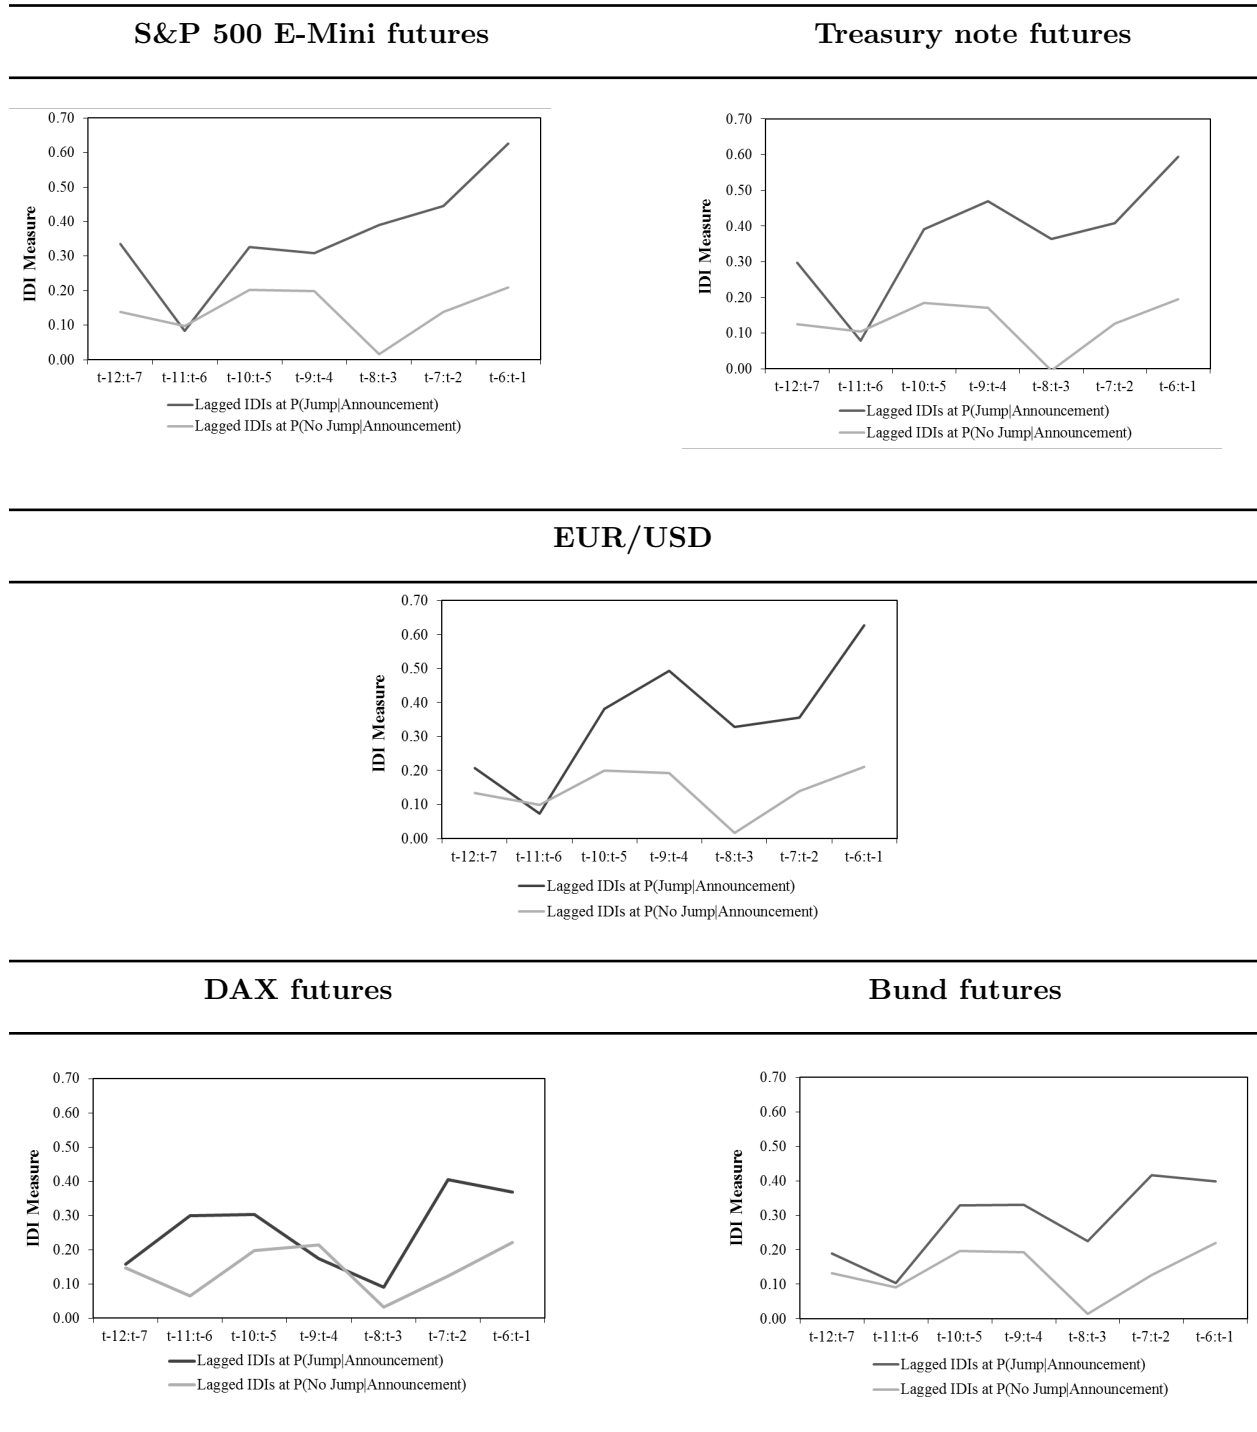 S&P 500 E-Mini futures
Treasury note futures
IDI Measure
0.70
0.60
0.50
0.40
0.30
0.20
0.10
0.00
t-12:t-7 t-11:t-6 t-10:t-5 t-9:t-4 t-8:t-3 t-7:t-2 t-6:t-1
Lagged IDIs at P(Jump|Announcement)
Lagged IDIs at P(No Jump|Announcement)
IDI Measure
0.70
0.60
0.50
0.40
0.30
0.20
0.10
0.00
t-12:t-7 t-11:t-6 t-10:t-5 t-9:t-4 t-8:t-3 t-7:t-2 t-6:t-1
Lagged IDIs at P(Jump|Announcement)
Lagged IDIs at P(No Jump|Announcement)
EUR/USD
IDI Measure
0.70
0.60
0.50
0.40
0.30
0.20
0.10
0.00
t-12:t-7 t-11:t-6 t-10:t-5 t-9:t-4 t-8:t-3 t-7:t-2 t-6:t-1
Lagged IDIs at P(Jump|Announcement)
Lagged IDIs at P(No Jump|Announcement)
DAX futures
Bund futures
IDI Measure
0.70
0.60
0.50
0.40
0.30
0.20
0.10
0.00
t-12:t-7 t-11:t-6 t-10:t-5 t-9:t-4 t-8:t-3 t-7:t-2 t-6:t-1
Lagged IDIs at P(Jump|Announcement)
Lagged IDIs at P(No Jump|Announcement)
IDI Measure
0.70
0.60
0.50
0.40
0.30
0.20
0.10
0.00
t-12:t-7 t-11:t-6 t-10:t-5 t-9:t-4 t-8:t-3 t-7:t-2 t-6:t-1
Lagged IDIs at P(Jump|Announcement)
Lagged IDIs at P(No Jump|Announcement)